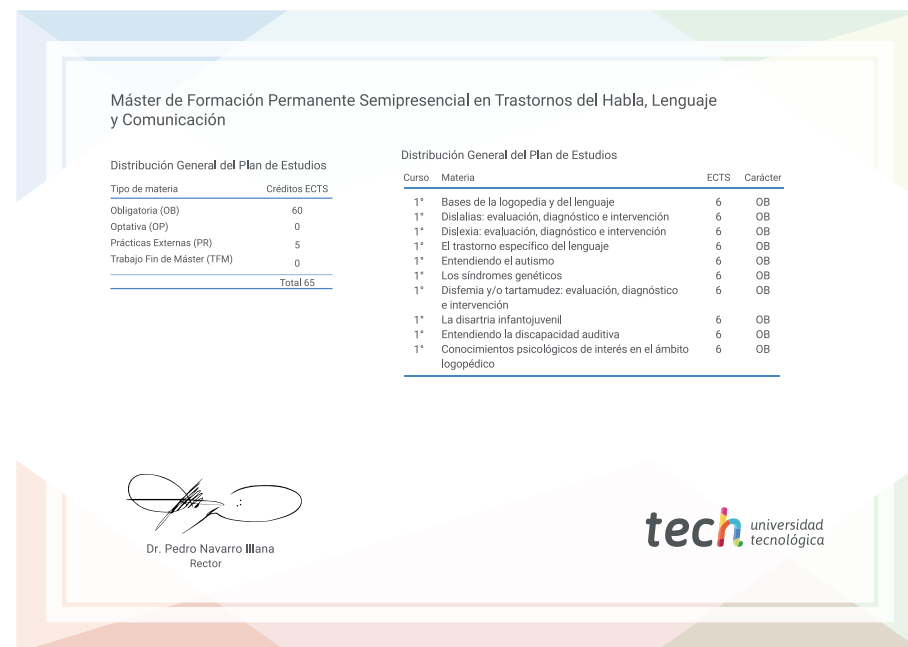 Máster de Formación Permanente Semipresencial en Trastornos del Habla, Lenguaje
y Comunicación
Distribución General del Plan de Estudios
Tipo de materia Créditos ECTS
Obligatoria (OB) 60
Optativa (OP) 0
Prácticas Externas (PR) 5
Trabajo Fin de Máster (TFM) 0
Total 65
Distribución General del Plan de Estudios
Curso Materia ECTS Carácter
1° Bases de la logopedia y del lenguaje 6 OB
1° Dislalias: evaluación, diagnóstico e intervención 6 OB
1° Dislexia: evaluación, diagnóstico e intervención 6 OB
1° El trastorno específico del lenguaje 6 OB
1° Entendiendo el autismo 6 OB
1° Los síndromes genéticos 6 OB
1° Disfemia y/o tartamudez: evaluación, diagnóstico 6 OB
e intervención
1° La disartria infantojuvenil 6 OB
1° Entendiendo la discapacidad auditiva 6 OB
1° Conocimientos psicológicos de interés en el ámbito 6 OB
logopédico
Dr. Pedro Navarro Illana
Rector
tech universidad
tecnológica